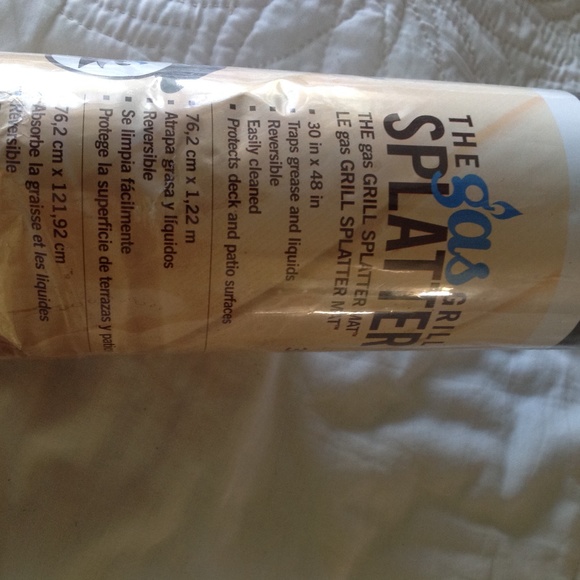 THE gas GRILL
SPLATTER
THE gas GRILL SPLATTER MAT™
LE gas GRILL SPLATTER MAT™
▪ 30 in x 48 in
▪ Traps grease and liquids
▪ Reversible
▪ Easily cleaned
▪ Protects deck and patio surfaces
▪ 76,2 cm x 1,22 m
▪ Atrapa grasa y líquidos
▪ Reversible
▪ Se limpia fácilmente
▪ Protege la superficie de terrazas y
76,2 cm x 121,92 cm
Absorbe la graisse et les liquides
Réversible